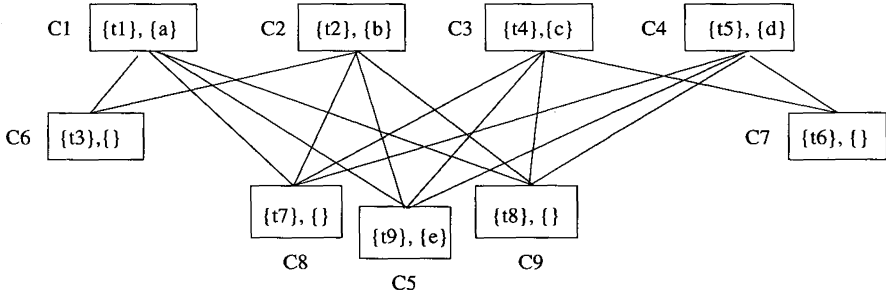 C1 {t1}, {a} C2 {t2}, {b} C3 {t4},{c} C4 {t5}, {d}
C6 {t3},{} C7 {t6}, {}
{t7}, {} {t9}, {e} {t8}, {}
C8 C5 C9